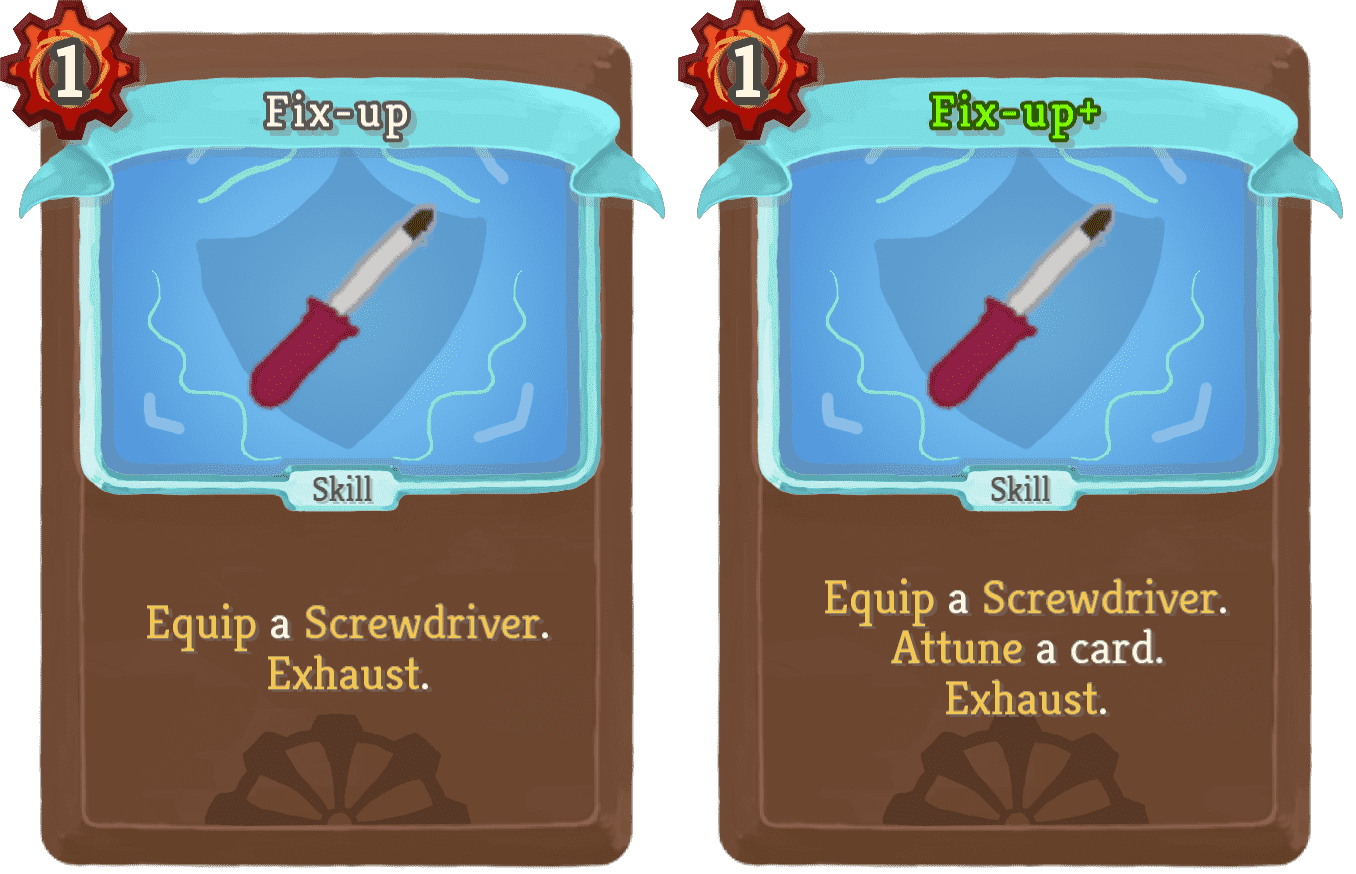 1
Fix-up
Skill
Equip a Screwdriver.
Exhaust.
1
Fix-up+
Skill
Equip a Screwdriver.
Attune a card.
Exhaust.